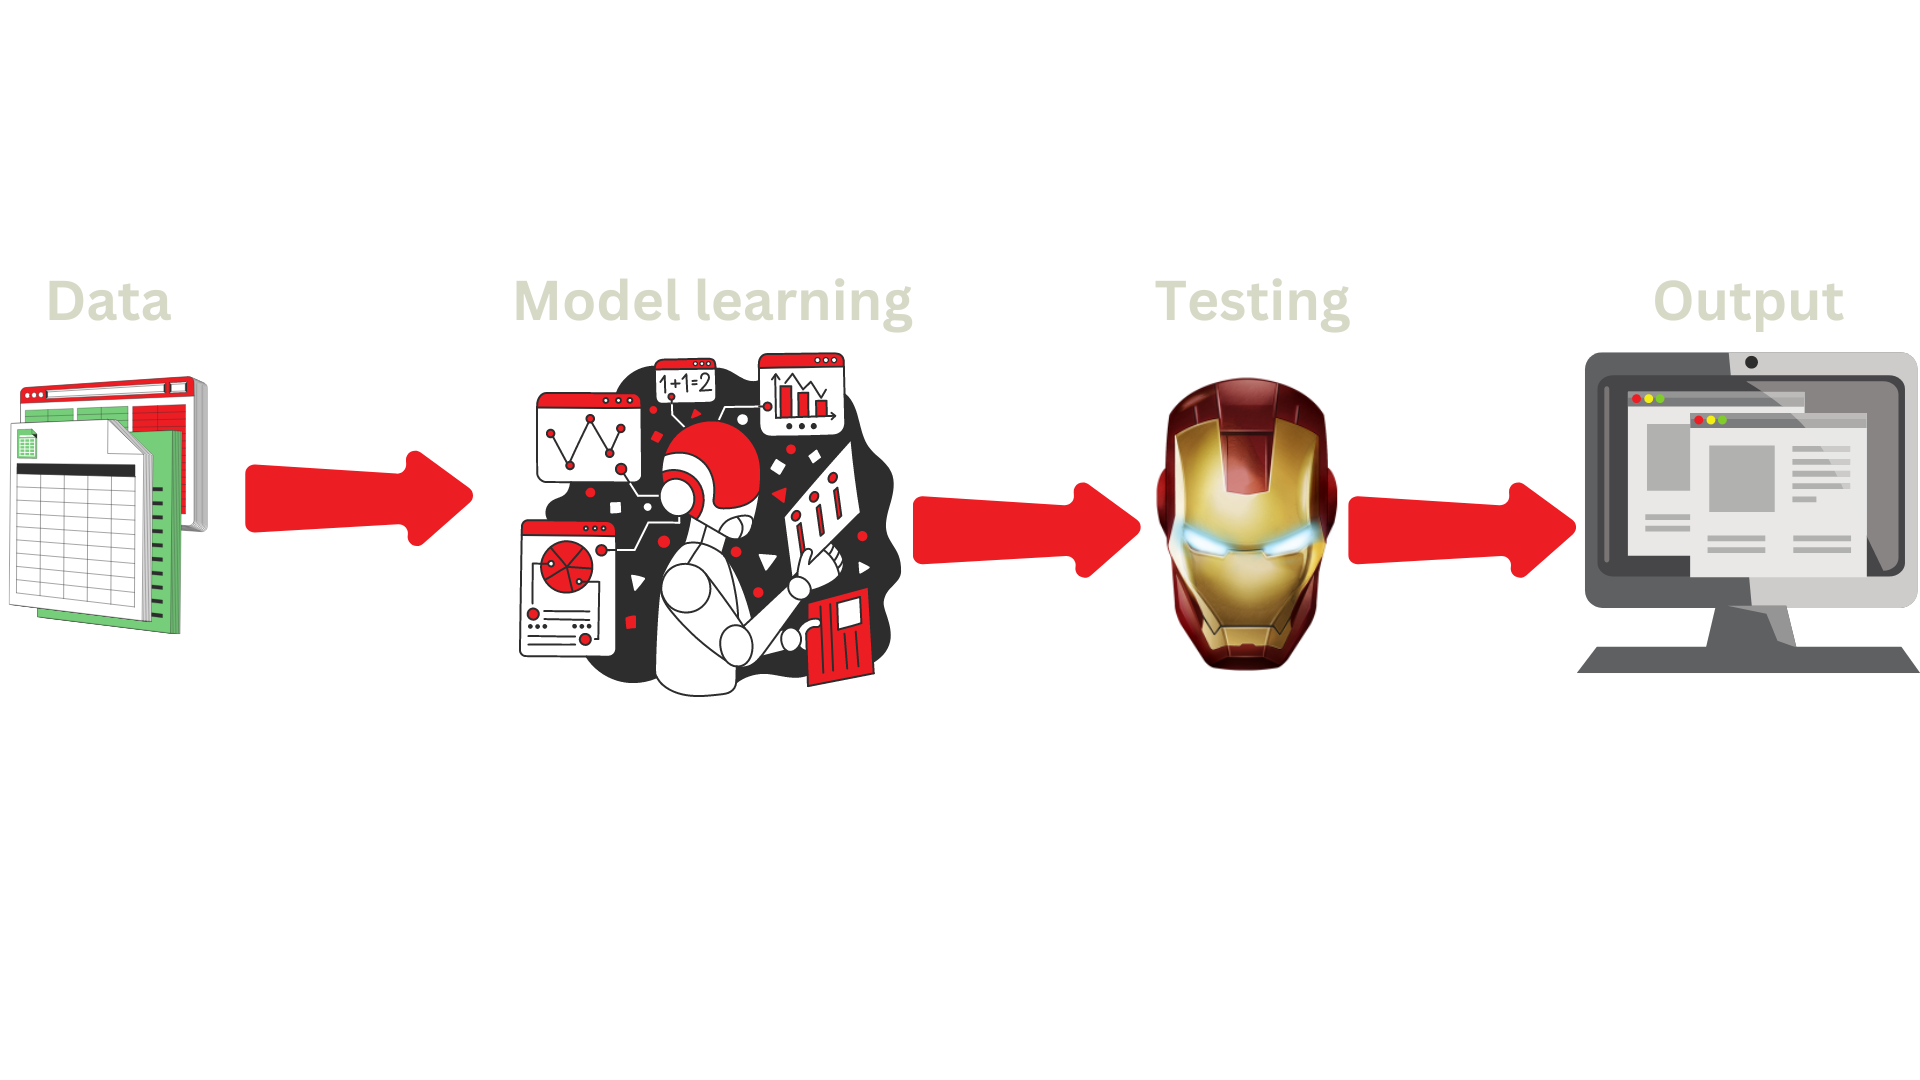 Data
Model learning
Testing
Output
1+1=2